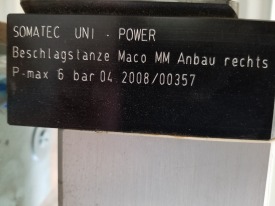 SOMATEC UNI - POWER
Beschlagstanze Maco MM Anbau rechts
P-max 6 bar 04.2008/00357